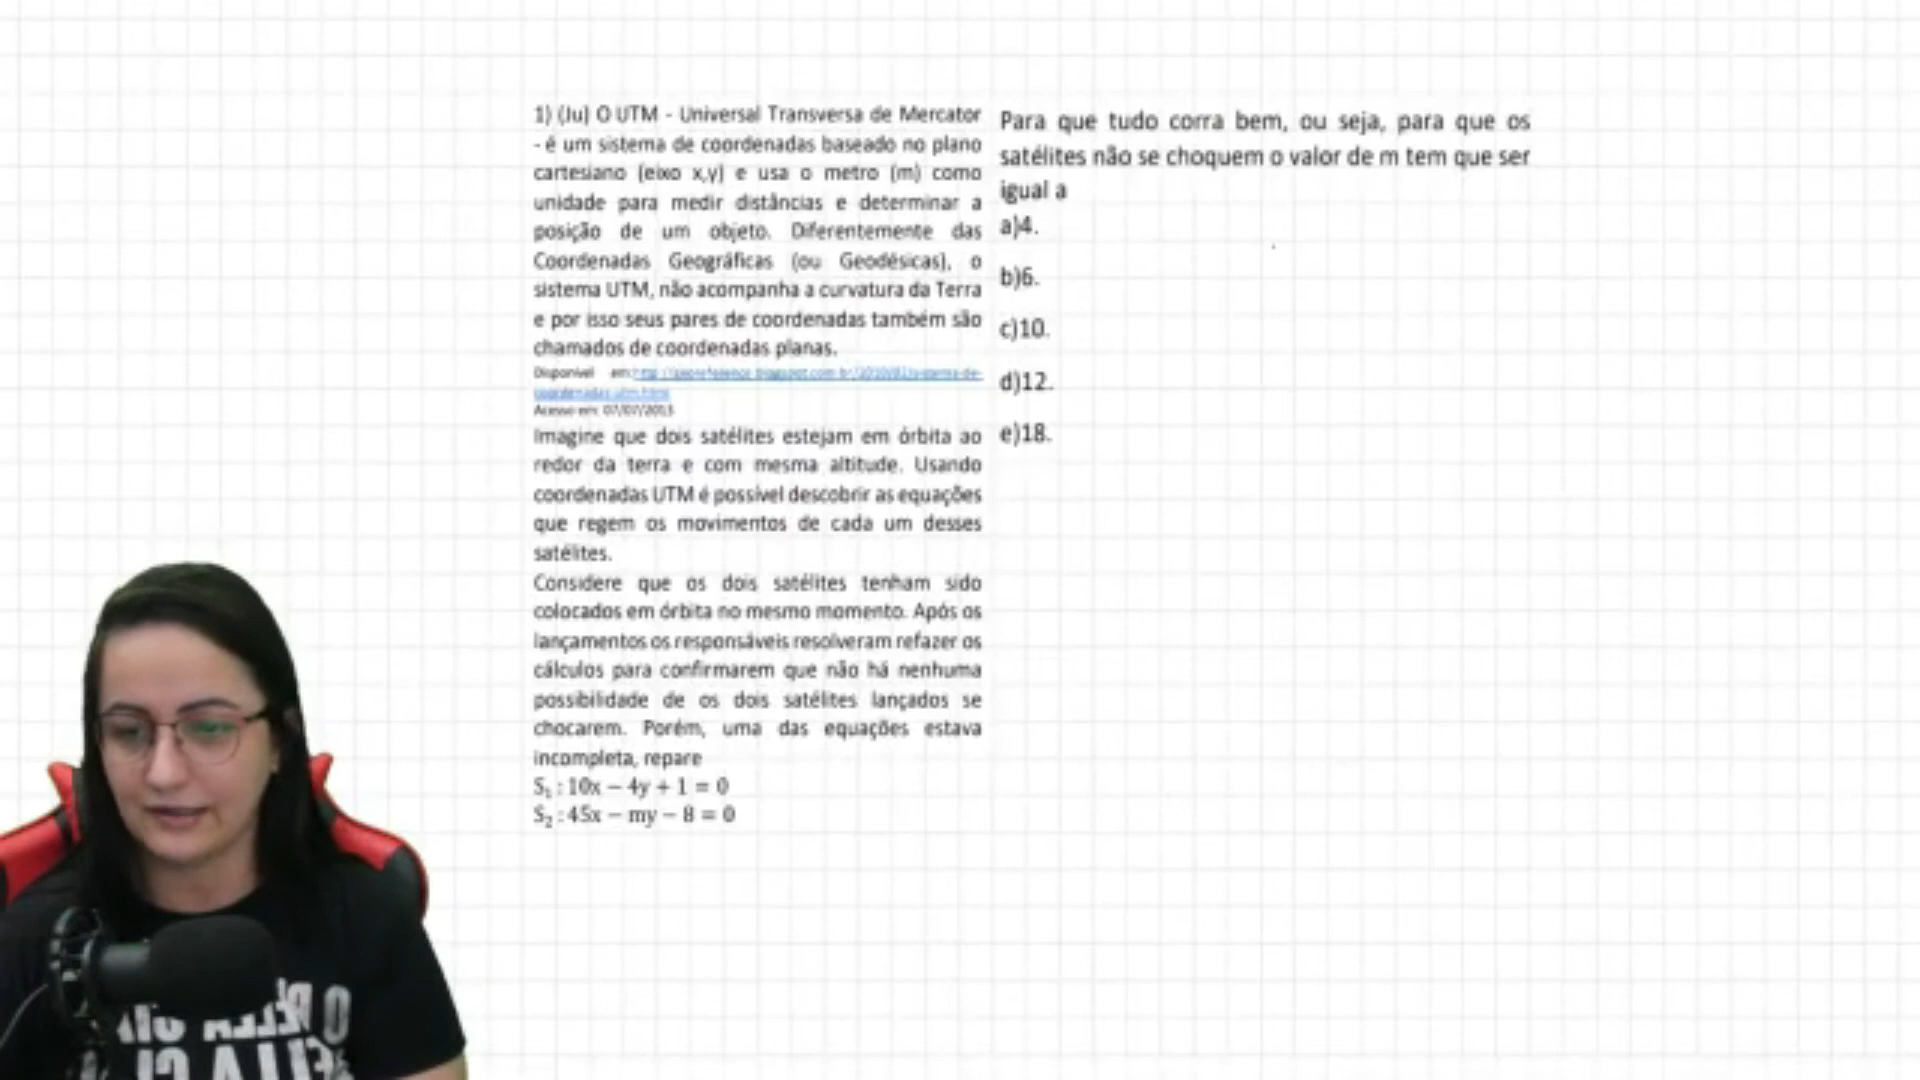 1) (Ju) O UTM - Universal Transversa de Mercator
- é um sistema de coordenadas baseado no plano
cartesiano (eixo x,y) e usa o metro (m) como
unidade para medir distâncias e determinar a
posição de um objeto. Diferentemente das
Coordenadas Geográficas (ou Geodésicas), o
sistema UTM, não acompanha a curvatura da Terra
e por isso seus pares de coordenadas também são
chamados de coordenadas planas.
Disponível em:
Acesso em: 07/07/2013
Imagine que dois satélites estejam em órbita ao
redor da terra e com mesma altitude. Usando
coordenadas UTM é possível descobrir as equações
que regem os movimentos de cada um desses
satélites.
Considere que os dois satélites tenham sido
colocados em órbita no mesmo momento. Após os
lançamentos os responsáveis resolveram refazer os
cálculos para confirmarem que não há nenhuma
possibilidade de os dois satélites lançados se
chocarem. Porém, uma das equações estava
incompleta, repare
S₁ : 10x − 4y + 1 = 0
S₂ : 45x − my − 8 = 0
Para que tudo corra bem, ou seja, para que os
satélites não se choquem o valor de m tem que ser
igual a
a)4.
b)6.
c)10.
d)12.
e)18.